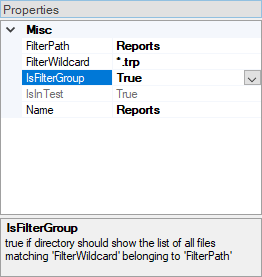 Properties
Misc
FilterPath Reports
FilterWildcard *.trp
IsFilterGroup True
IsInTest True
Name Reports
IsFilterGroup
true if directory should show the list of all files
matching 'FilterWildcard' belonging to 'FilterPath'